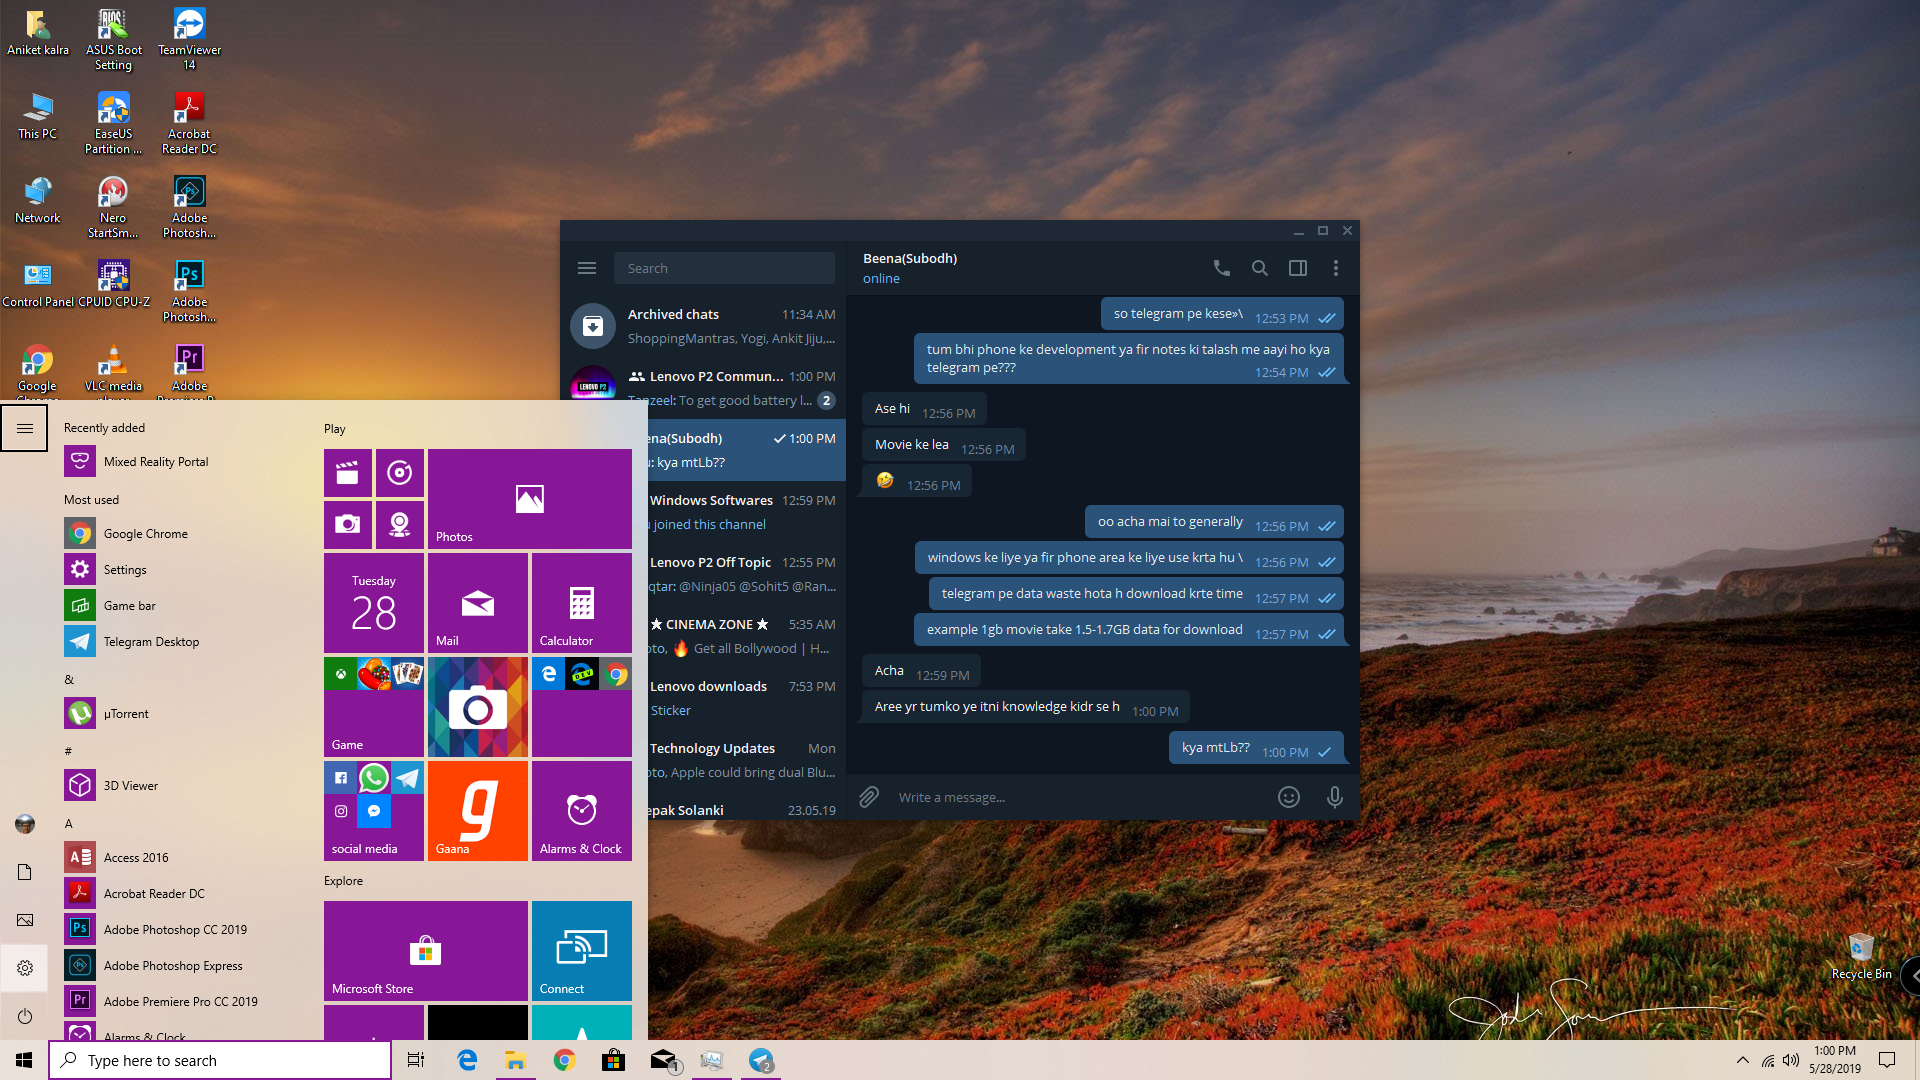 Aniket kalra
ASUS Boot
Setting
TeamViewer
14
This PC
EaseUS
Partition ...
Acrobat
Reader DC
Network
Nero
StartSm...
Adobe
Photosh...
Control Panel
CPUID CPU-Z
Adobe
Photosh...
Google
VLC media
Adobe
Recycle Bin
Search
Archived chats 11:34 AM
ShoppingMantras, Yogi, Ankit Jiju,...
LENOVO P2
Lenovo P2 Commun... 1:00 PM
Tanzeel: To get good battery l... 2
ena(Subodh) 1:00 PM
u: kya mtLb??
Windows Softwares 12:59 PM
u joined this channel
Lenovo P2 Off Topic 12:55 PM
qtar: @Ninja05 @Sohit5 @Ran...
★ CINEMA ZONE ★ 5:35 AM
oto, 🔥 Get all Bollywood | H...
Lenovo downloads 7:53 PM
Sticker
Technology Updates Mon
oto, Apple could bring dual Blu...
epak Solanki 23.05.19
Beena(Subodh)
online
so telegram pe kese»\ 12:53 PM
tum bhi phone ke development ya fir notes ki talash me aayi ho kya
telegram pe??? 12:54 PM
Ase hi 12:56 PM
Movie ke lea 12:56 PM
🤣 12:56 PM
oo acha mai to generally 12:56 PM
windows ke liye ya fir phone area ke liye use krta hu \ 12:56 PM
telegram pe data waste hota h download krte time 12:57 PM
example 1gb movie take 1.5-1.7GB data for download 12:57 PM
Acha 12:59 PM
Aree yr tumko ye itni knowledge kidr se h 1:00 PM
kya mtLb?? 1:00 PM
Write a message...
Recently added
Mixed Reality Portal
Most used
Google Chrome
Settings
Game bar
Telegram Desktop
&
µTorrent
#
3D Viewer
A
Access 2016
Acrobat Reader DC
Adobe Photoshop CC 2019
Adobe Photoshop Express
Adobe Premiere Pro CC 2019
Alarms & Clock
Play
Photos
Tuesday
28
Mail
Calculator
Game
DEV
social media
Gaana
Alarms & Clock
Explore
Microsoft Store
Connect
Type here to search
1
2
1:00 PM
5/28/2019